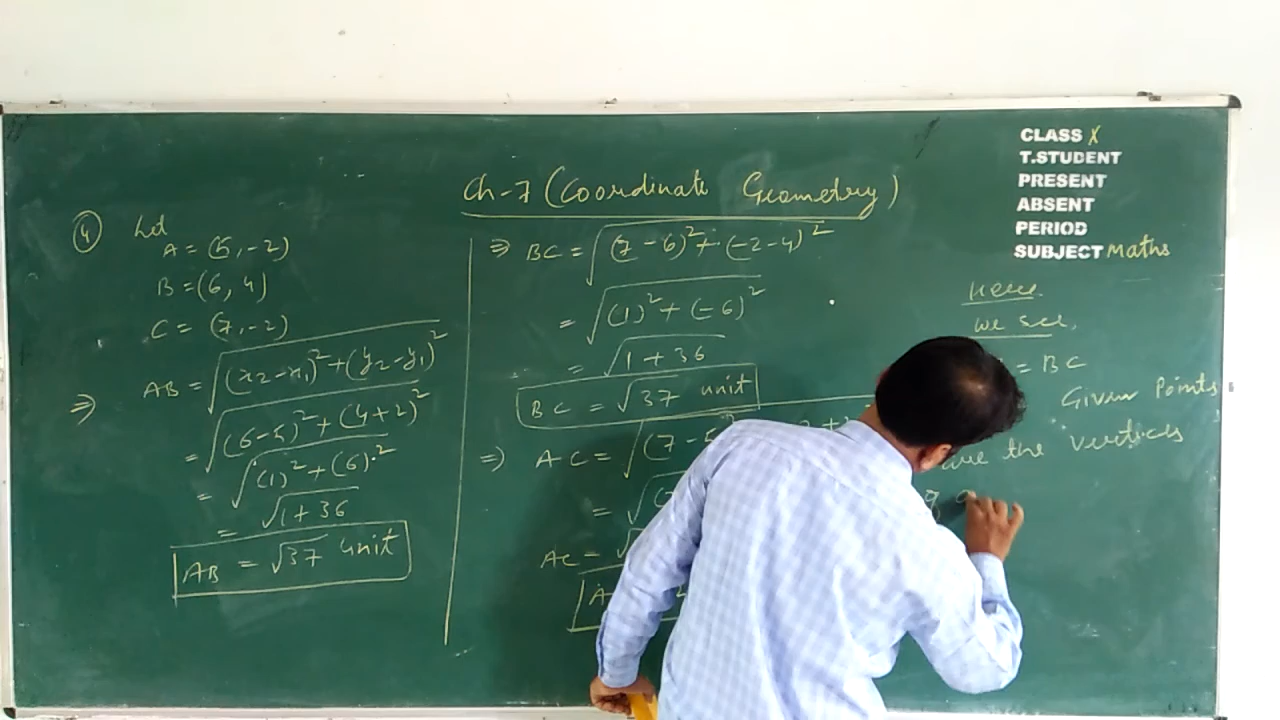 Ch-7 (Coordinate Geometry)
CLASS X
T.STUDENT
PRESENT
ABSENT
PERIOD
SUBJECT Maths
④ Let
A = (5, -2)
B = (6, 4)
C = (7, -2)
⇒ AB = √(x₂-x₁)²+(y₂-y₁)²
= √(6-5)²+(4+2)²
= √(1)²+(6)²
= √1+36
AB = √37 unit
⇒ BC = √(7-6)²+(-2-4)²
= √(1)²+(-6)²
= √1+36
BC = √37 unit
⇒ AC = √(7-5)²
= √
AC = √
A
Here
we see,
= BC
Given Points
are the vertices
of a